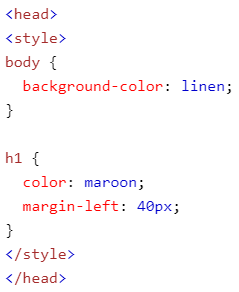 <head>
<style>
body {
  background-color: linen;
}

h1 {
  color: maroon;
  margin-left: 40px;
}
</style>
</head>